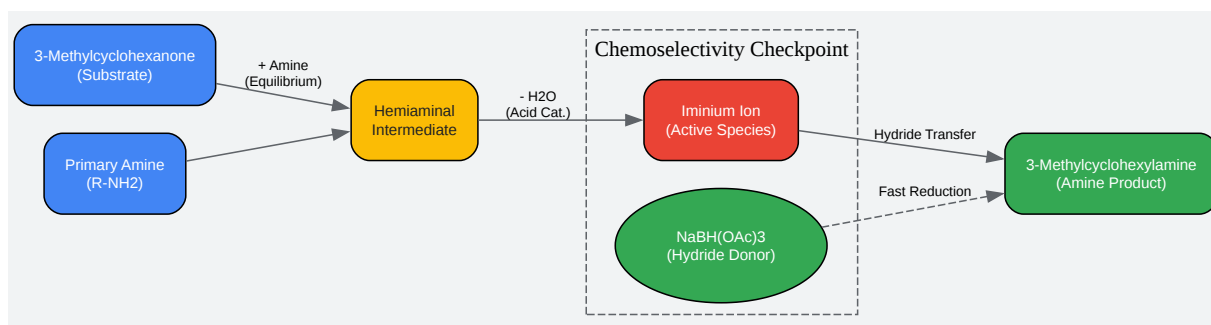 3-Methylcyclohexanone
(Substrate)
+ Amine
(Equilibrium)
Primary Amine
(R-NH2)
Hemiaminal
Intermediate
- H2O
(Acid Cat.)
Chemoselectivity Checkpoint
Iminium Ion
(Active Species)
NaBH(OAc)3
(Hydride Donor)
Hydride Transfer
Fast Reduction
3-Methylcyclohexylamine
(Amine Product)